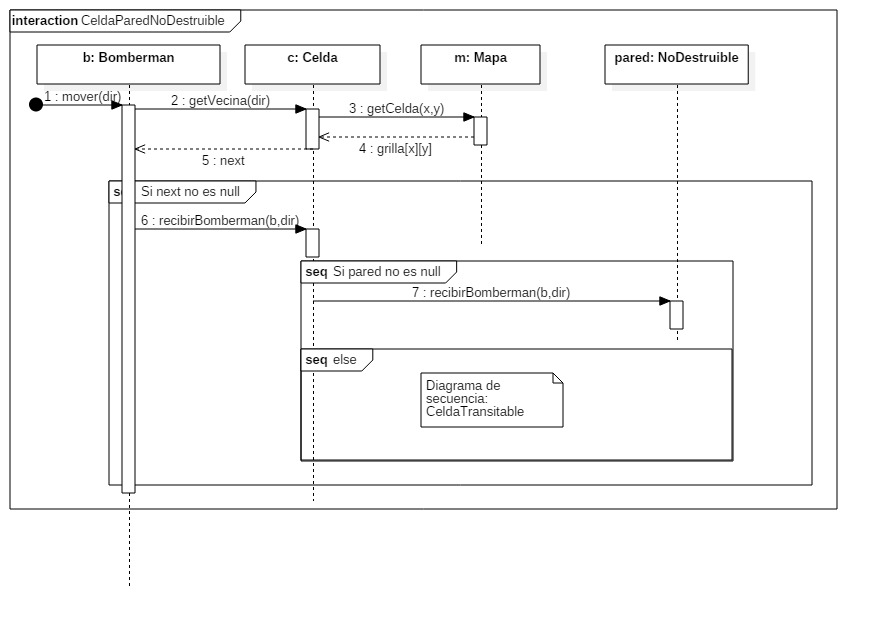 interaction CeldaParedNoDestruible
b: Bomberman
c: Celda
m: Mapa
pared: NoDestruible
1 : mover(dir)
2 : getVecina(dir)
3 : getCelda(x,y)
4 : grilla[x][y]
5 : next
Si next no es null
6 : recibirBomberman(b,dir)
seq Si pared no es null
7 : recibirBomberman(b,dir)
seq else
Diagrama de
secuencia:
CeldaTransitable